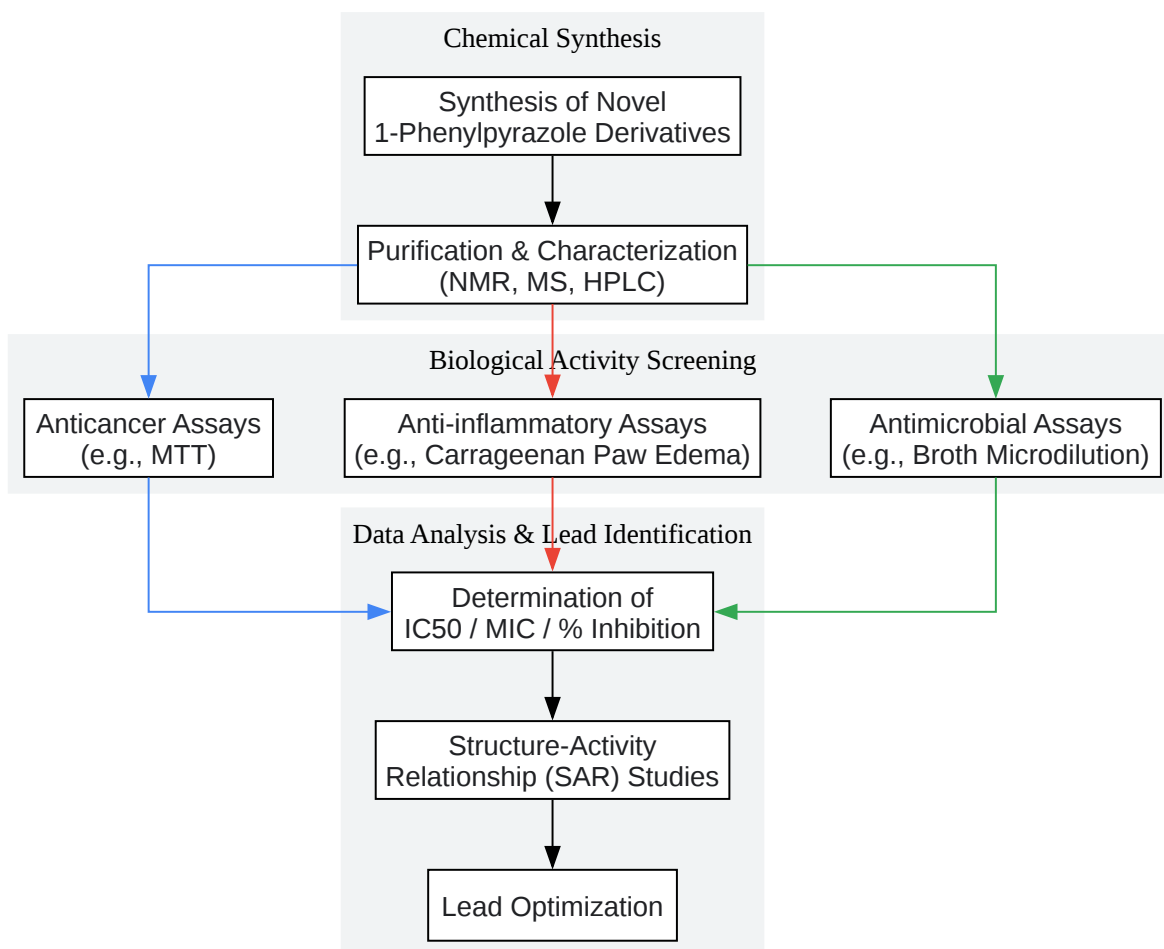 Chemical Synthesis
Synthesis of Novel
1-Phenylpyrazole Derivatives
Purification & Characterization
(NMR, MS, HPLC)
Biological Activity Screening
Anticancer Assays
(e.g., MTT)
Anti-inflammatory Assays
(e.g., Carrageenan Paw Edema)
Antimicrobial Assays
(e.g., Broth Microdilution)
Data Analysis & Lead Identification
Determination of
IC50 / MIC / % Inhibition
Structure-Activity
Relationship (SAR) Studies
Lead Optimization